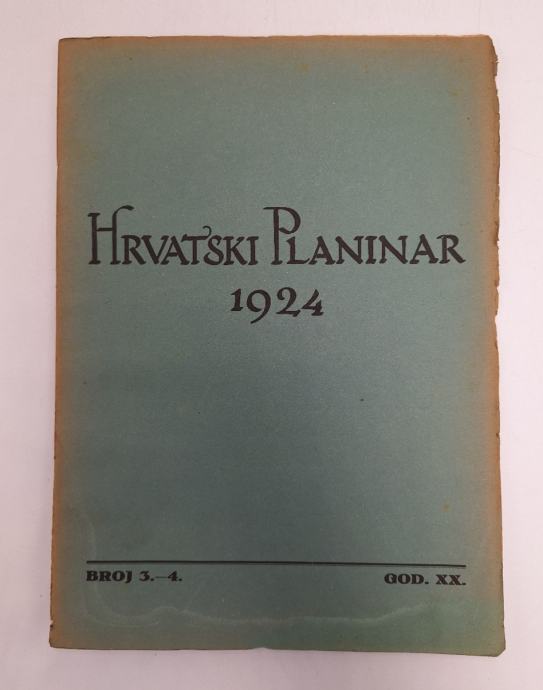 Hrvatski Planinar
1924
BROJ 3.—4.
GOD. XX.